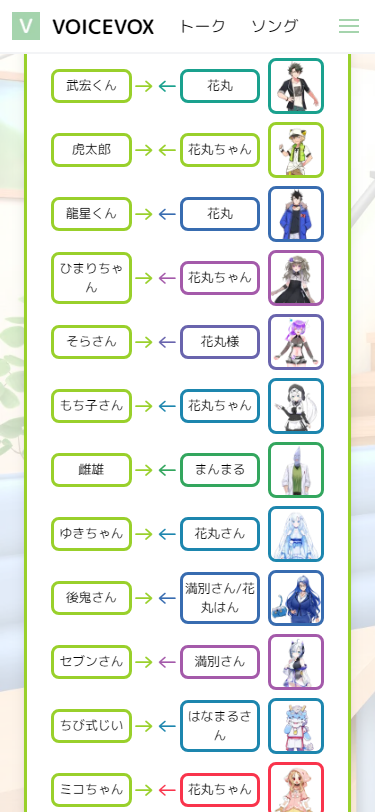 V VOICEVOX トーク ソング
武宏くん → ← 花丸
虎太郎 → ← 花丸ちゃん
龍星くん → ← 花丸
ひまりちゃ
ん → ← 花丸ちゃん
そらさん → ← 花丸様
もち子さん → ← 花丸ちゃん
雌雄 → ← まんまる
ゆきちゃん → ← 花丸さん
後鬼さん → ← 満別さん/花
丸はん
セブンさん → ← 満別さん
ちび式じい → ← はなまるさ
ん
ミコちゃん → ← 花丸ちゃん